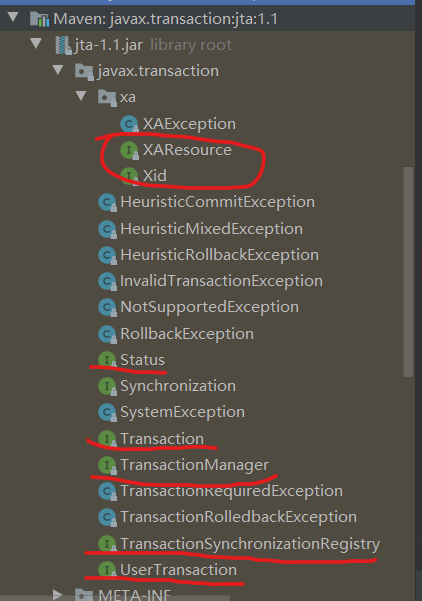 Maven: javax.transaction:jta:1.1
jta-1.1.jar library root
javax.transaction
xa
XAException
XAResource
Xid
HeuristicCommitException
HeuristicMixedException
HeuristicRollbackException
InvalidTransactionException
NotSupportedException
RollbackException
Status
Synchronization
SystemException
Transaction
TransactionManager
TransactionRequiredException
TransactionRolledbackException
TransactionSynchronizationRegistry
UserTransaction
META-INF